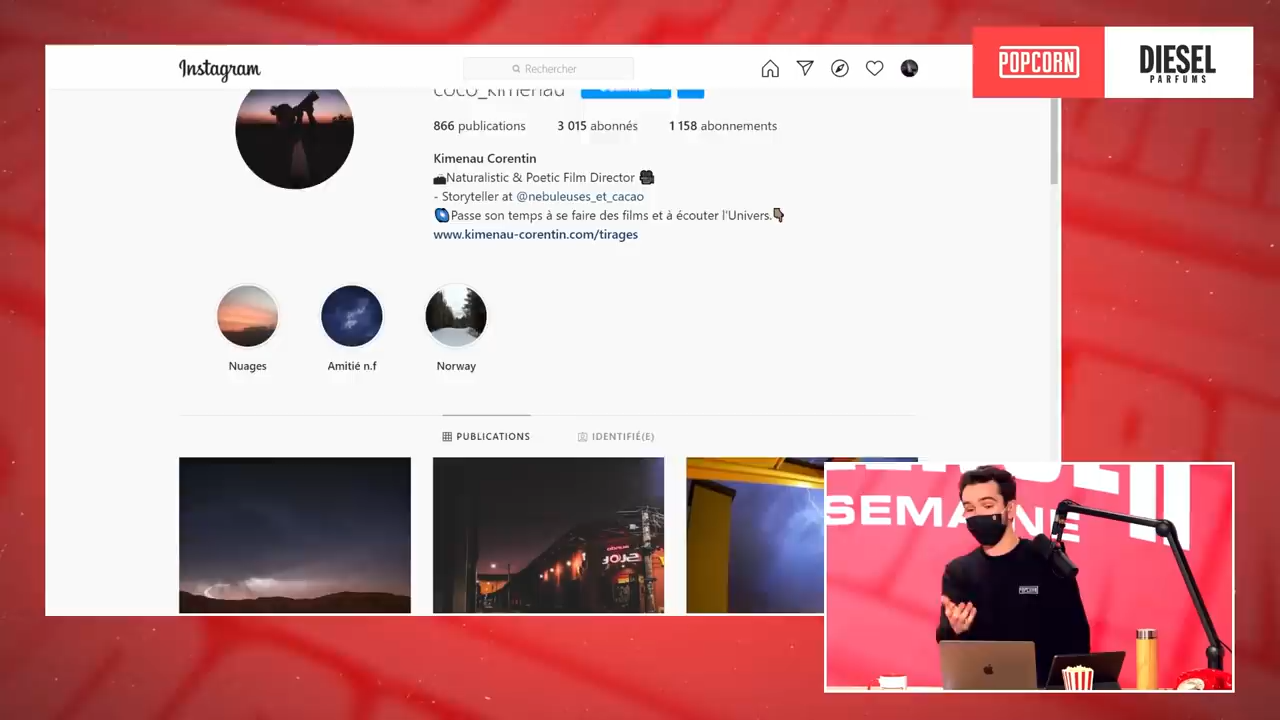 POPCORN
DIESEL
PARFUMS
Instagram
Rechercher
coco_kimenau
866 publications 3 015 abonnés 1 158 abonnements
Kimenau Corentin
Naturalistic & Poetic Film Director
- Storyteller at @nebuleuses_et_cacao
Passe son temps à se faire des films et à écouter l'Univers.
www.kimenau-corentin.com/tirages
Nuages Amitié n.f Norway
PUBLICATIONS IDENTIFIÉ(E)
SEMAINE
POPCORN